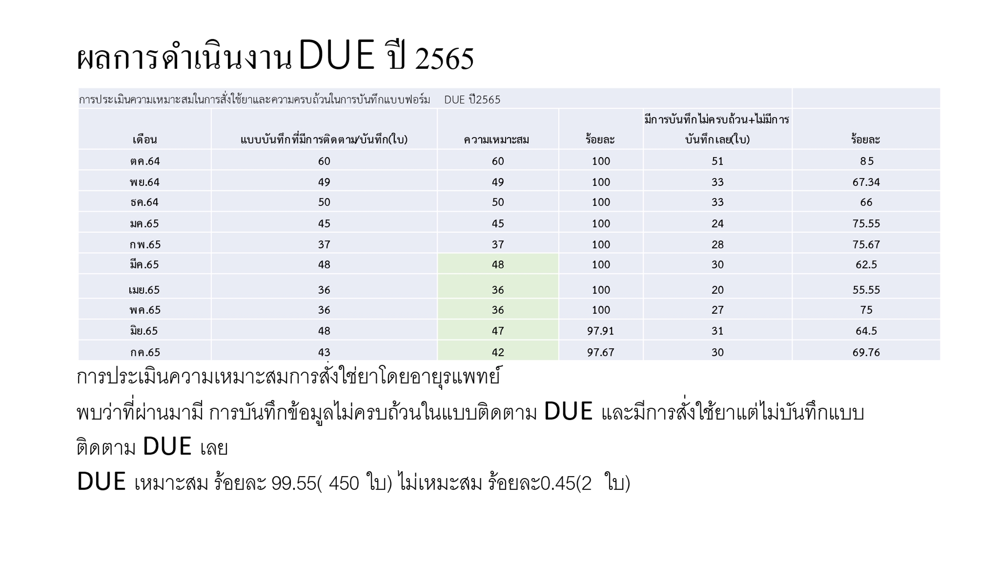 ผลการดำเนินงาน DUE ปี 2565
การประเมินความเหมาะสมในการสั่งใช้ยาและความครบถ้วนในการบันทึกแบบฟอร์ม DUE ปี2565
เดือน แบบบันทึกที่มีการติดตาม/บันทึก(ใบ) ความเหมาะสม ร้อยละ มีการบันทึกไม่ครบถ้วน+ไม่มีการบันทึกเลย(ใบ) ร้อยละ
ตค.64 60 60 100 51 85
พย.64 49 49 100 33 67.34
ธค.64 50 50 100 33 66
มค.65 45 45 100 24 75.55
กพ.65 37 37 100 28 75.67
มีค.65 48 48 100 30 62.5
เมย.65 36 36 100 20 55.55
พค.65 36 36 100 27 75
มิย.65 48 47 97.91 31 64.5
กค.65 43 42 97.67 30 69.76
การประเมินความเหมาะสมการสั่งใช่ยาโดยอายุรแพทย์
พบว่าที่ผ่านมามี การบันทึกข้อมูลไม่ครบถ้วนในแบบติดตาม DUE และมีการสั่งใช้ยาแต่ไม่บันทึกแบบ
ติดตาม DUE เลย
DUE เหมาะสม ร้อยละ 99.55( 450 ใบ) ไม่เหมะสม ร้อยละ0.45(2 ใบ)